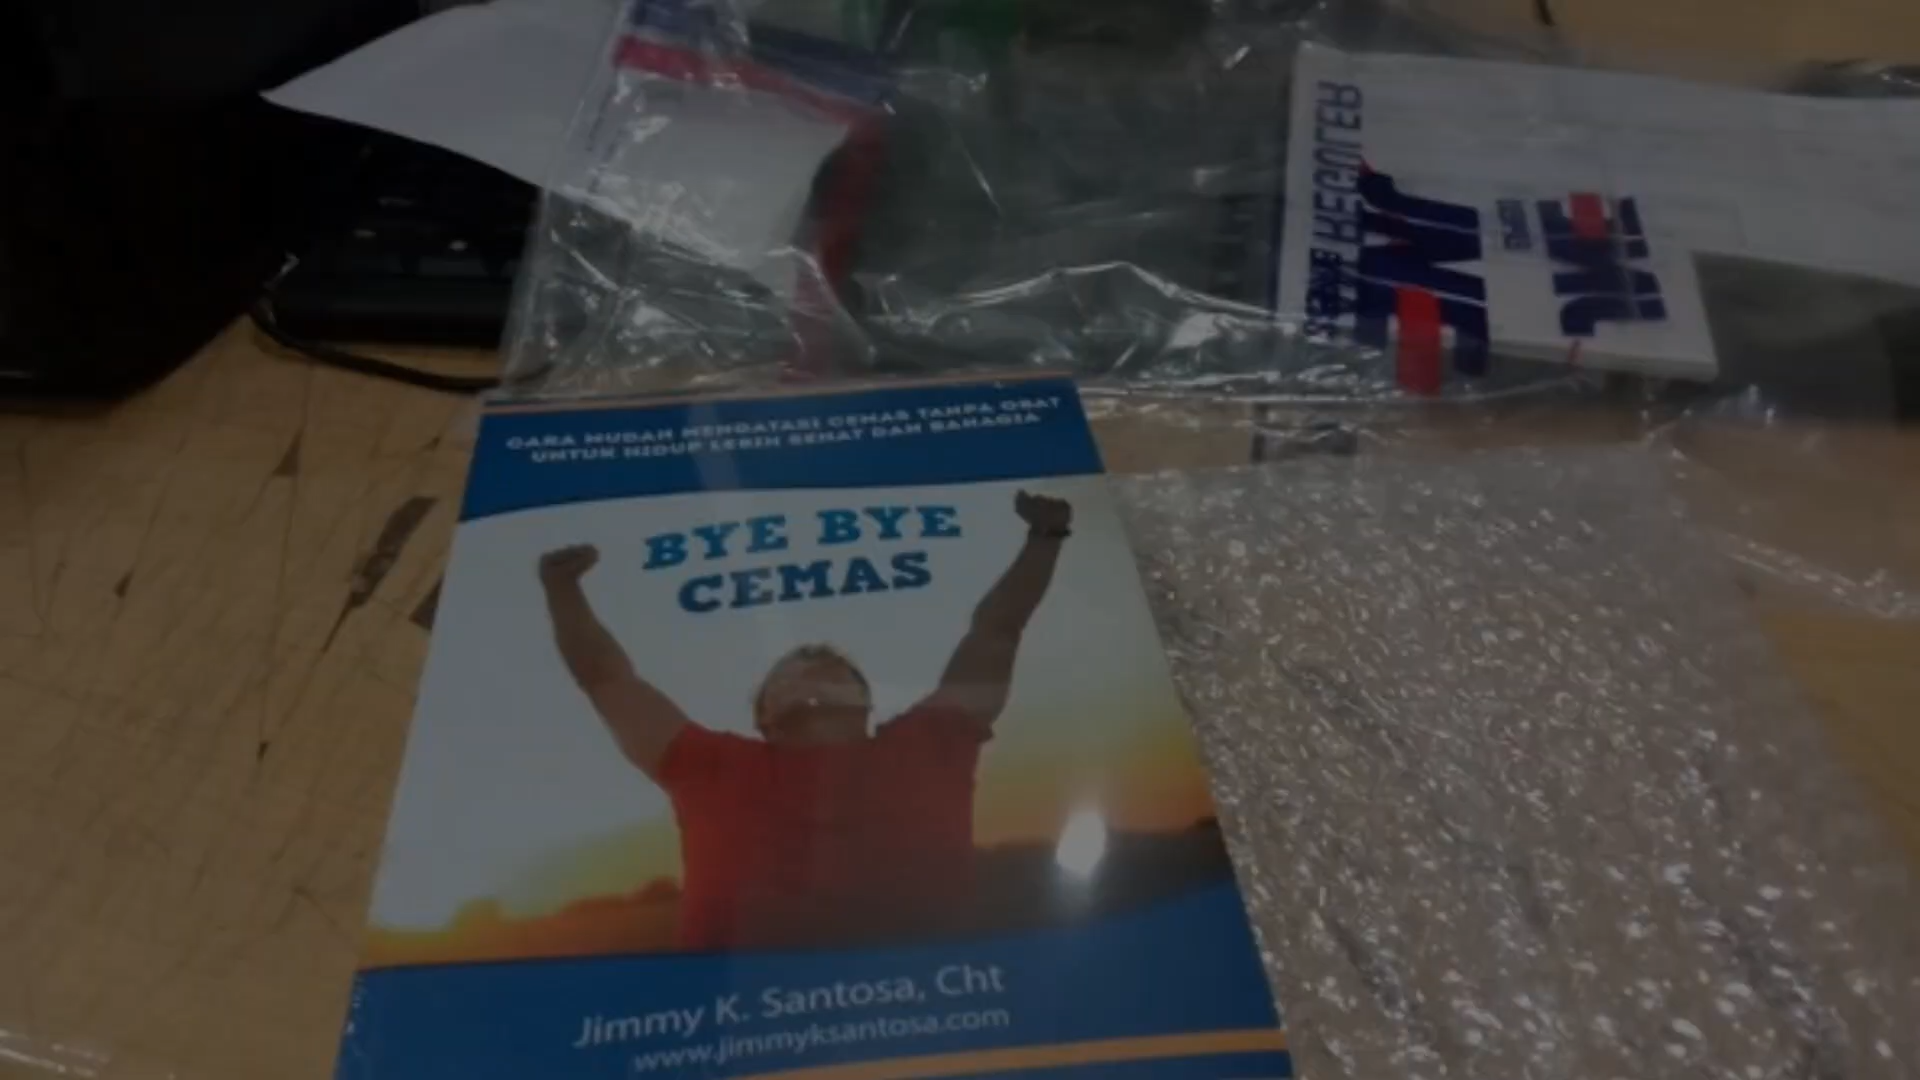 CARA MUDAH MENGATASI CEMAS TANPA OBAT
UNTUK HIDUP LEBIH SEHAT DAN BAHAGIA
BYE BYE
CEMAS
Jimmy K. Santosa, Cht
www.jimmyksantosa.com
REGULER
JNE
JNE
EXPRESS